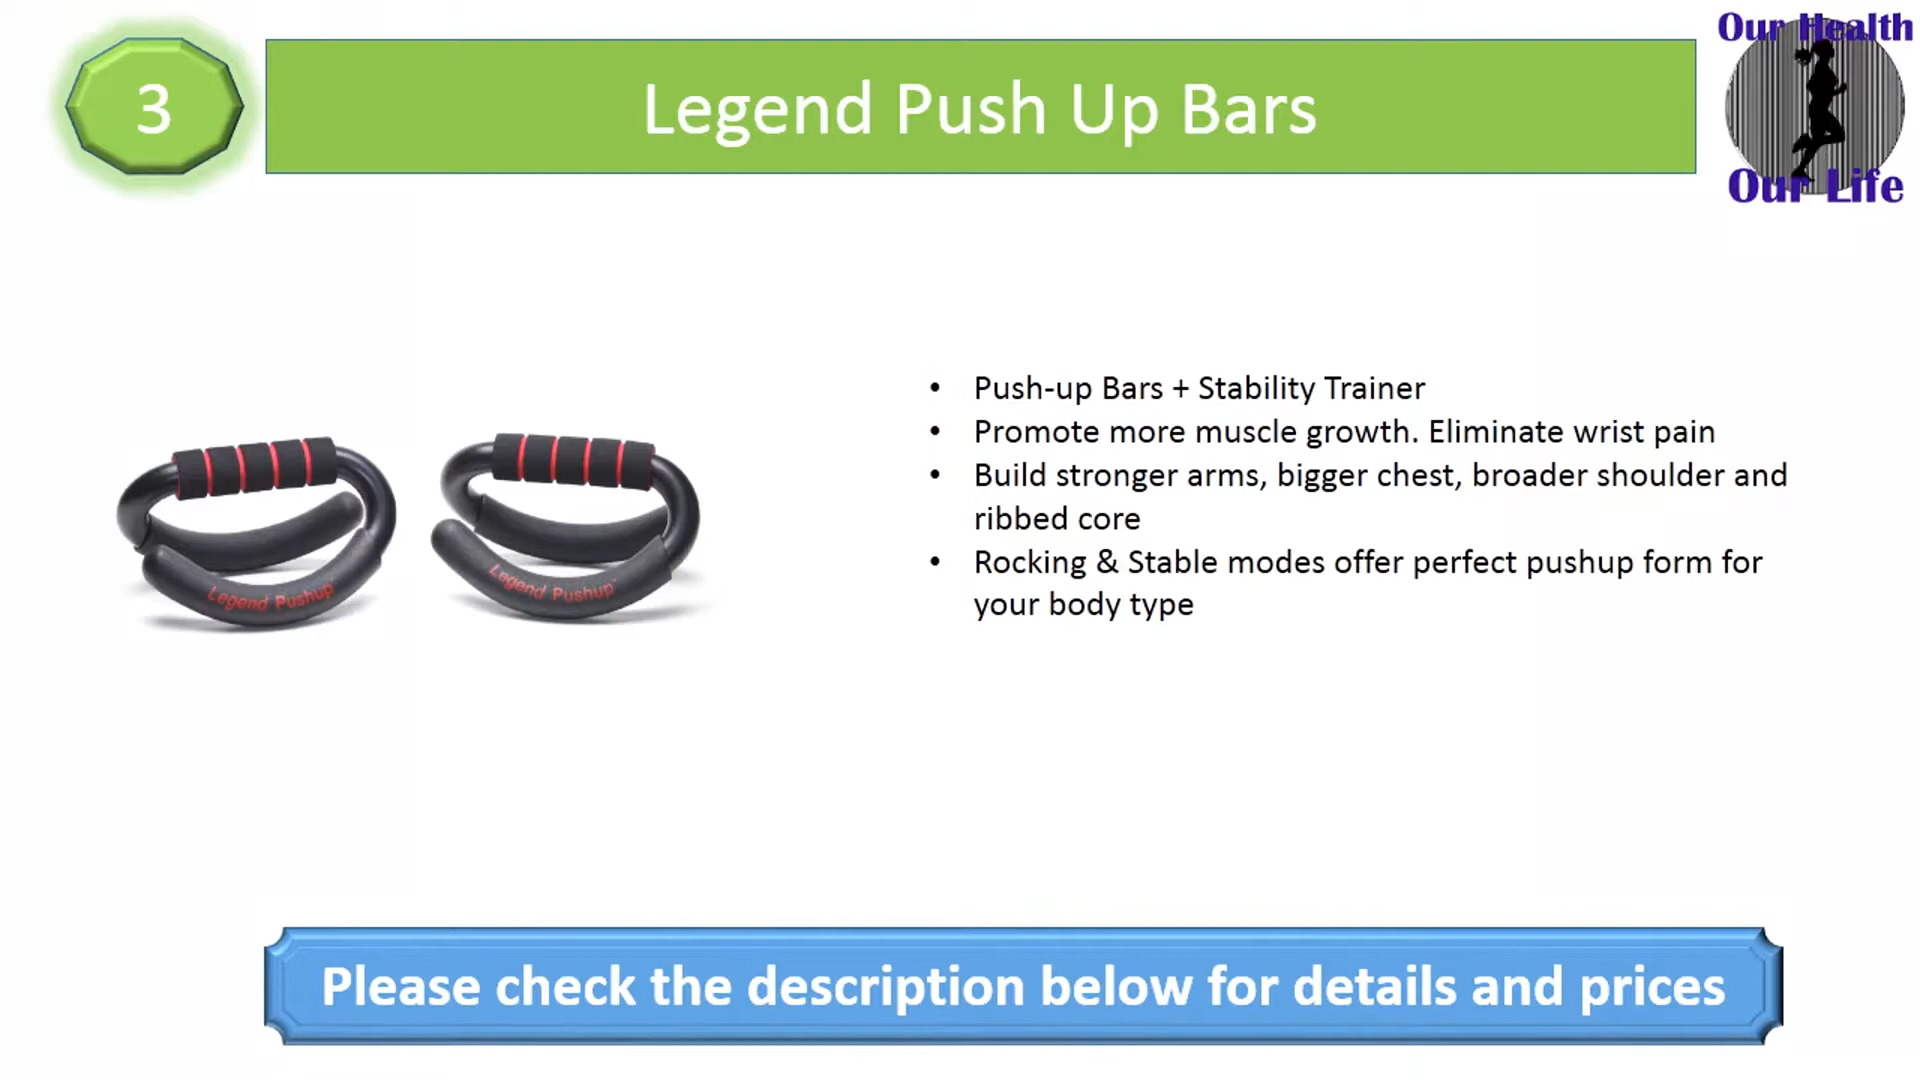 3
Legend Push Up Bars
Our Health
Our Life
• Push-up Bars + Stability Trainer
• Promote more muscle growth. Eliminate wrist pain
• Build stronger arms, bigger chest, broader shoulder and
ribbed core
• Rocking & Stable modes offer perfect pushup form for
your body type
Legend Pushup
Legend Pushup
Please check the description below for details and prices